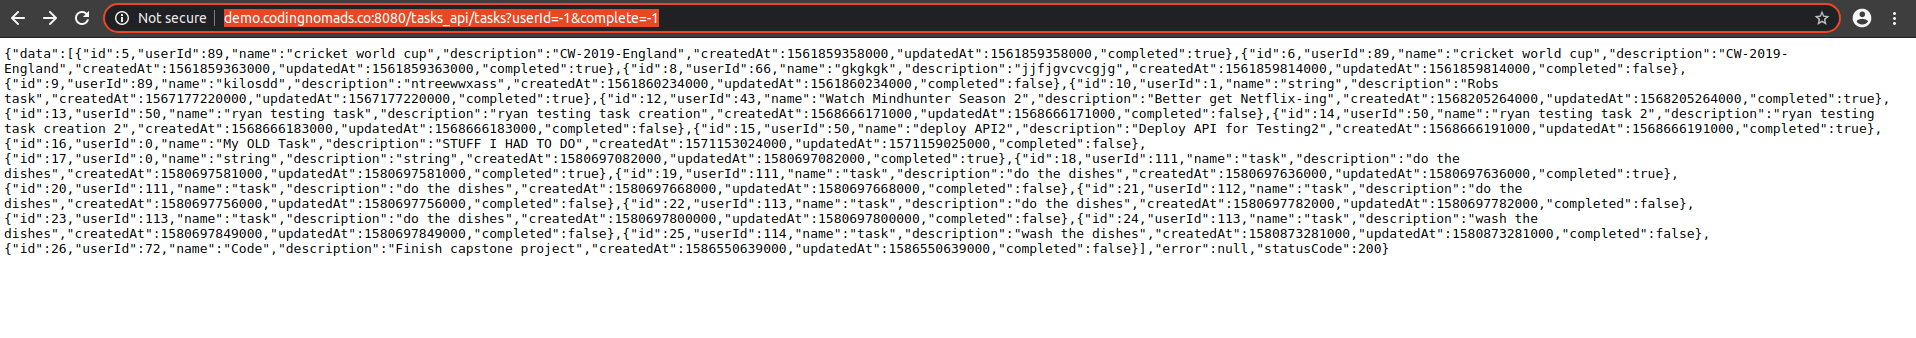 Not secure | demo.codingnomads.co:8080/tasks_api/tasks?userId=-1&complete=-1
{"data":[{"id":5,"userId":89,"name":"cricket world cup","description":"CW-2019-England","createdAt":1561859358000,"updatedAt":1561859358000,"completed":true},{"id":6,"userId":89,"name":"cricket world cup","description":"CW-2019-
England","createdAt":1561859363000,"updatedAt":1561859363000,"completed":true},{"id":8,"userId":66,"name":"gkgkgk","description":"jjfjgvcvcgjg","createdAt":1561859814000,"updatedAt":1561859814000,"completed":false},
{"id":9,"userId":89,"name":"kilosdd","description":"ntreewwxass","createdAt":1561860234000,"updatedAt":1561860234000,"completed":false},{"id":10,"userId":1,"name":"string","description":"Robs
task","createdAt":1567177220000,"updatedAt":1567177220000,"completed":true},{"id":12,"userId":43,"name":"Watch Mindhunter Season 2","description":"Better get Netflix-ing","createdAt":1568205264000,"updatedAt":1568205264000,"completed":true},
{"id":13,"userId":50,"name":"ryan testing task","description":"ryan testing task creation","createdAt":1568666171000,"updatedAt":1568666171000,"completed":false},{"id":14,"userId":50,"name":"ryan testing task 2","description":"ryan testing
task creation 2","createdAt":1568666183000,"updatedAt":1568666183000,"completed":false},{"id":15,"userId":50,"name":"deploy API2","description":"Deploy API for Testing2","createdAt":1568666191000,"updatedAt":1568666191000,"completed":true},
{"id":16,"userId":0,"name":"My OLD Task","description":"STUFF I HAD TO DO","createdAt":1571153024000,"updatedAt":1571159025000,"completed":false},
{"id":17,"userId":0,"name":"string","description":"string","createdAt":1580697082000,"updatedAt":1580697082000,"completed":true},{"id":18,"userId":111,"name":"task","description":"do the
dishes","createdAt":1580697581000,"updatedAt":1580697581000,"completed":true},{"id":19,"userId":111,"name":"task","description":"do the dishes","createdAt":1580697636000,"updatedAt":1580697636000,"completed":true},
{"id":20,"userId":111,"name":"task","description":"do the dishes","createdAt":1580697668000,"updatedAt":1580697668000,"completed":false},{"id":21,"userId":112,"name":"task","description":"do the
dishes","createdAt":1580697756000,"updatedAt":1580697756000,"completed":false},{"id":22,"userId":113,"name":"task","description":"do the dishes","createdAt":1580697782000,"updatedAt":1580697782000,"completed":false},
{"id":23,"userId":113,"name":"task","description":"do the dishes","createdAt":1580697800000,"updatedAt":1580697800000,"completed":false},{"id":24,"userId":113,"name":"task","description":"wash the
dishes","createdAt":1580697849000,"updatedAt":1580697849000,"completed":false},{"id":25,"userId":114,"name":"task","description":"wash the dishes","createdAt":1580873281000,"updatedAt":1580873281000,"completed":false},
{"id":26,"userId":72,"name":"Code","description":"Finish capstone project","createdAt":1586550639000,"updatedAt":1586550639000,"completed":false}],"error":null,"statusCode":200}